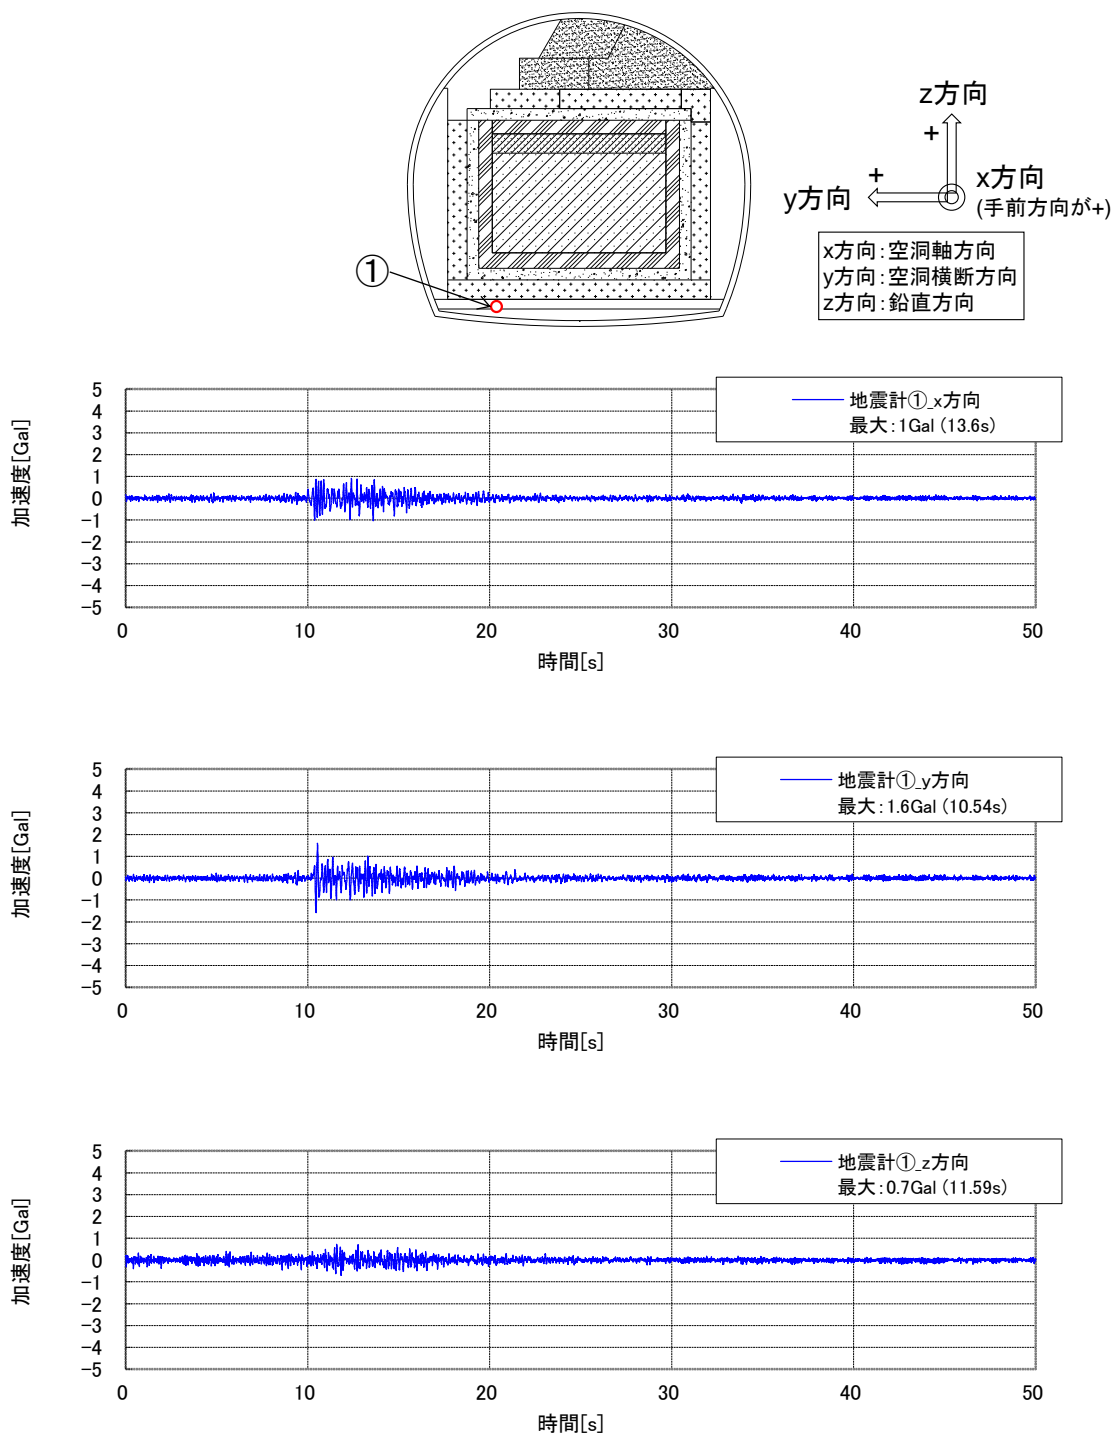 z方向
+
+
y方向
x方向
(手前方向が+)
x方向：空洞軸方向
y方向：空洞横断方向
z方向：鉛直方向
①
地震計①_x方向
最大：1Gal (13.6s)
加速度[Gal]
5
4
3
2
1
0
-1
-2
-3
-4
-5
0 10 20 30 40 50
時間[s]
地震計①_y方向
最大：1.6Gal (10.54s)
加速度[Gal]
5
4
3
2
1
0
-1
-2
-3
-4
-5
0 10 20 30 40 50
時間[s]
地震計①_z方向
最大：0.7Gal (11.59s)
加速度[Gal]
5
4
3
2
1
0
-1
-2
-3
-4
-5
0 10 20 30 40 50
時間[s]